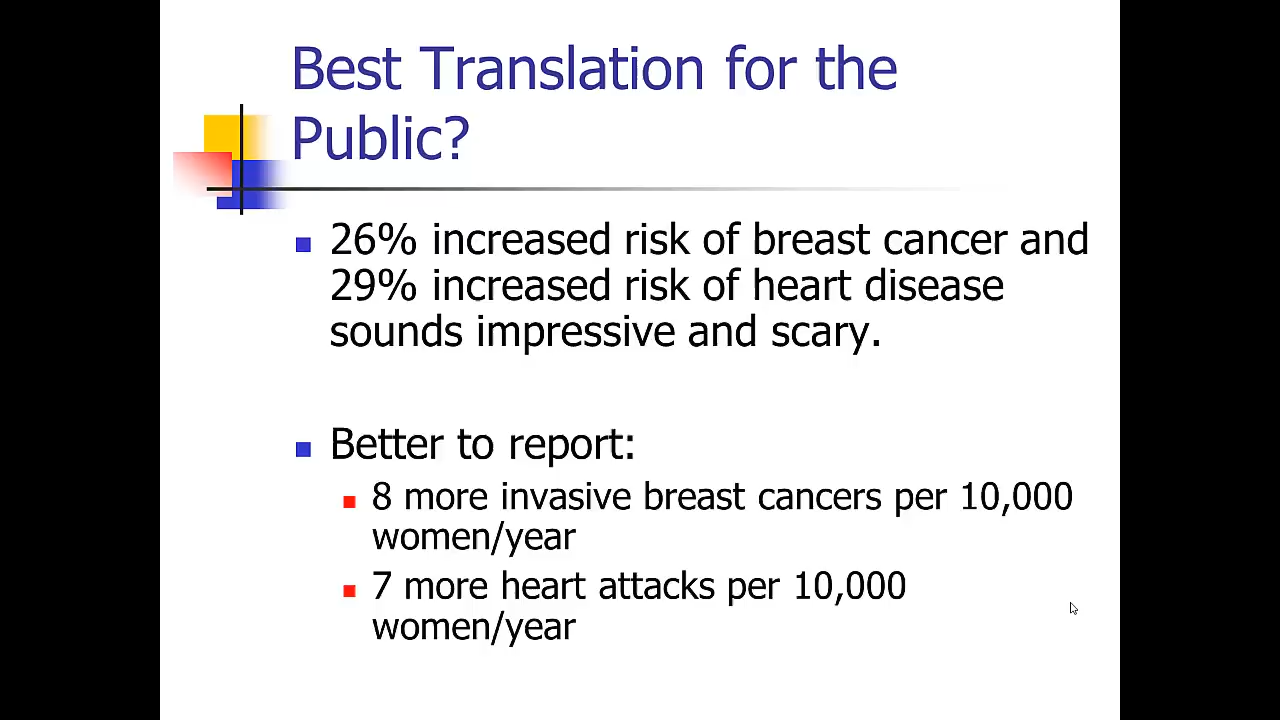 Best Translation for the
Public?
26% increased risk of breast cancer and
29% increased risk of heart disease
sounds impressive and scary.
Better to report:
8 more invasive breast cancers per 10,000
women/year
7 more heart attacks per 10,000
women/year